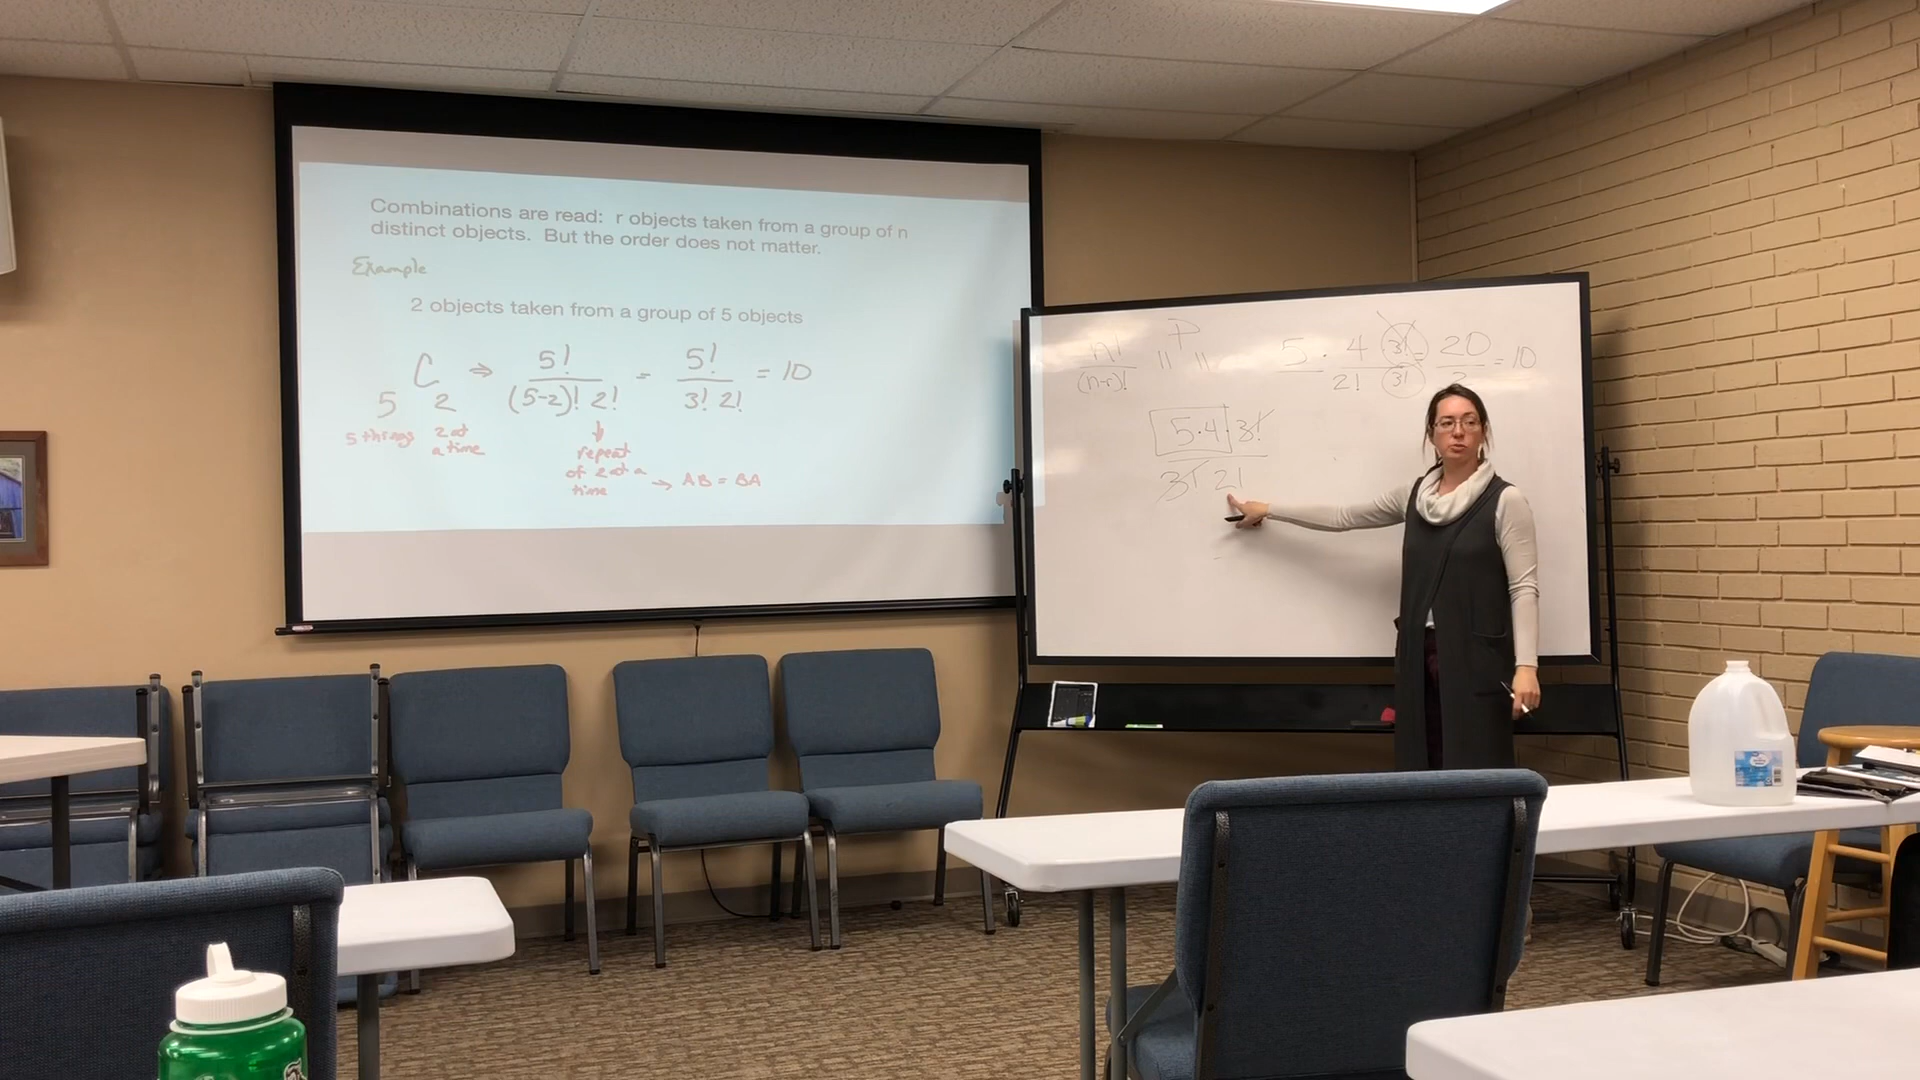 Combinations are read: r objects taken from a group of n
distinct objects. But the order does not matter.
Example
2 objects taken from a group of 5 objects
C ⇒ 5! / (5-2)! 2! = 5! / 3! 2! = 10
5 2
5 things 2 at a time
repeat
of 2 at a
time → AB = BA
n! / (n-r)!
P
5 · 4 3! / 2! 3! = 20 / 2 = 10
5·4 · 3!
3! 2!